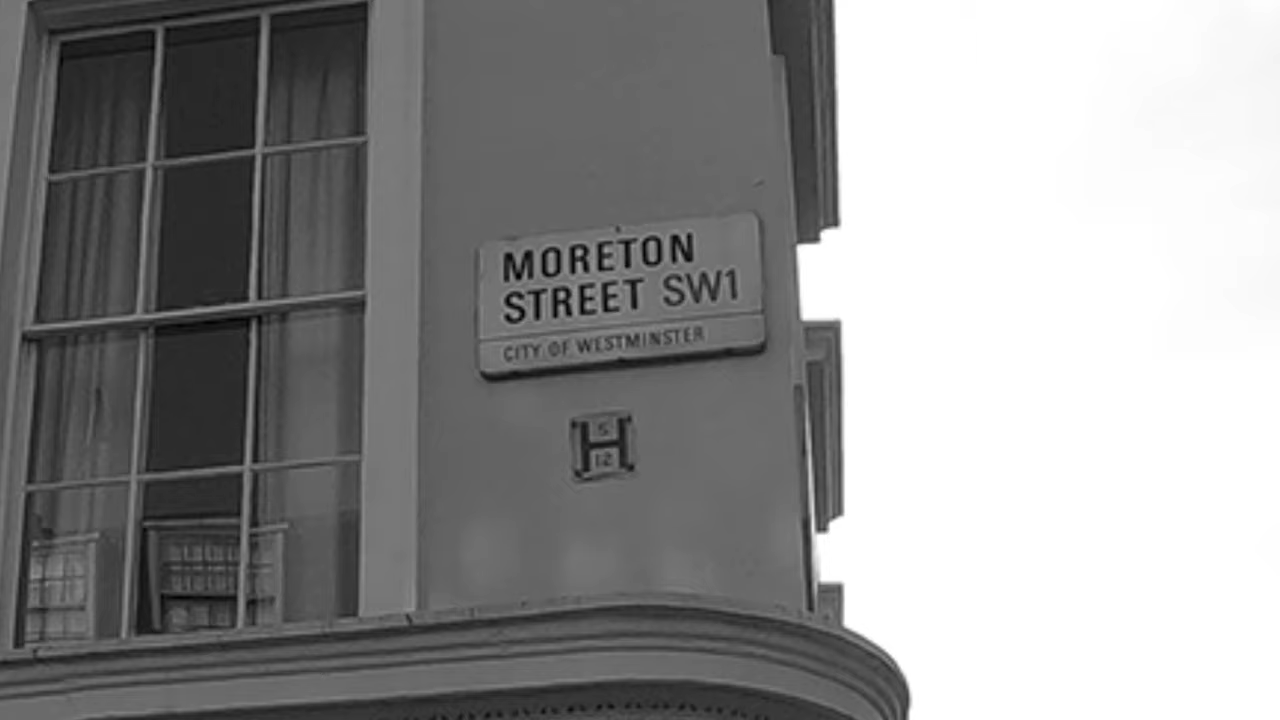 MORETON
STREET SW1
CITY OF WESTMINSTER
5
H
12